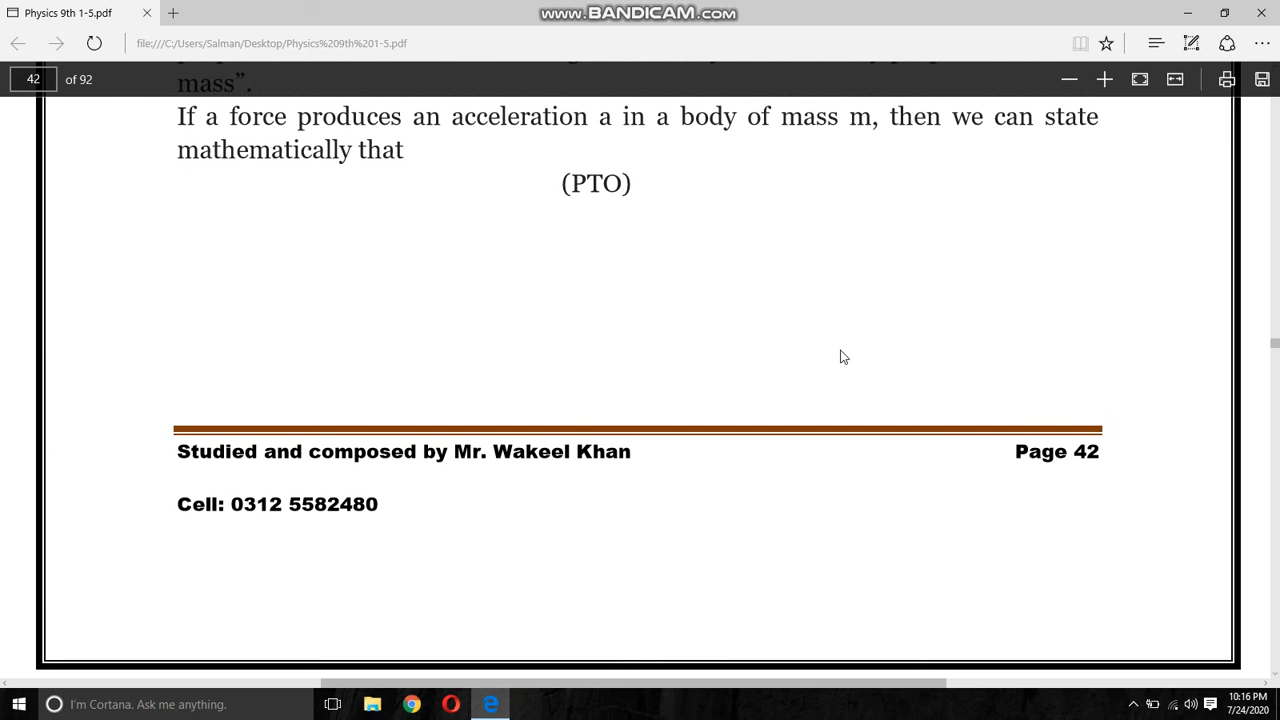 Physics 9th 1-5.pdf
www.BANDICAM.com
file:///C:/Users/Salman/Desktop/Physics%209th%201-5.pdf
42 of 92
mass”.
If a force produces an acceleration a in a body of mass m, then we can state
mathematically that
(PTO)
Studied and composed by Mr. Wakeel Khan Page 42
Cell: 0312 5582480
I'm Cortana. Ask me anything.
10:16 PM
7/24/2020